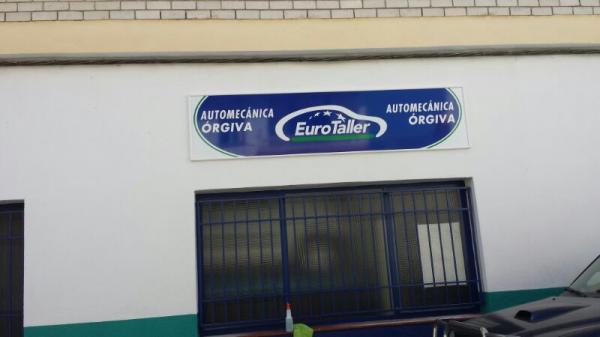 AUTOMECÁNICA
ÓRGIVA
EuroTaller
AUTOMECÁNICA
ÓRGIVA